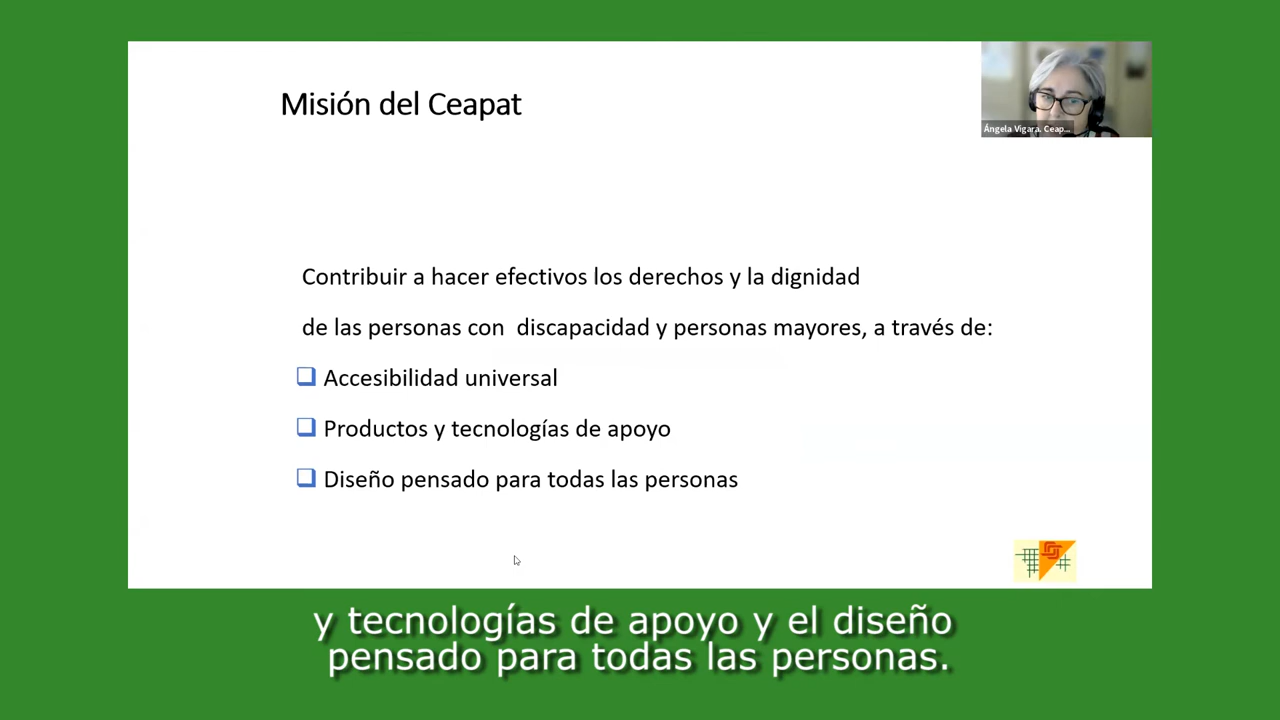 Misión del Ceapat
Ángela Vigara. Ceap...
Contribuir a hacer efectivos los derechos y la dignidad
de las personas con discapacidad y personas mayores, a través de:
Accesibilidad universal
Productos y tecnologías de apoyo
Diseño pensado para todas las personas
y tecnologías de apoyo y el diseño
pensado para todas las personas.